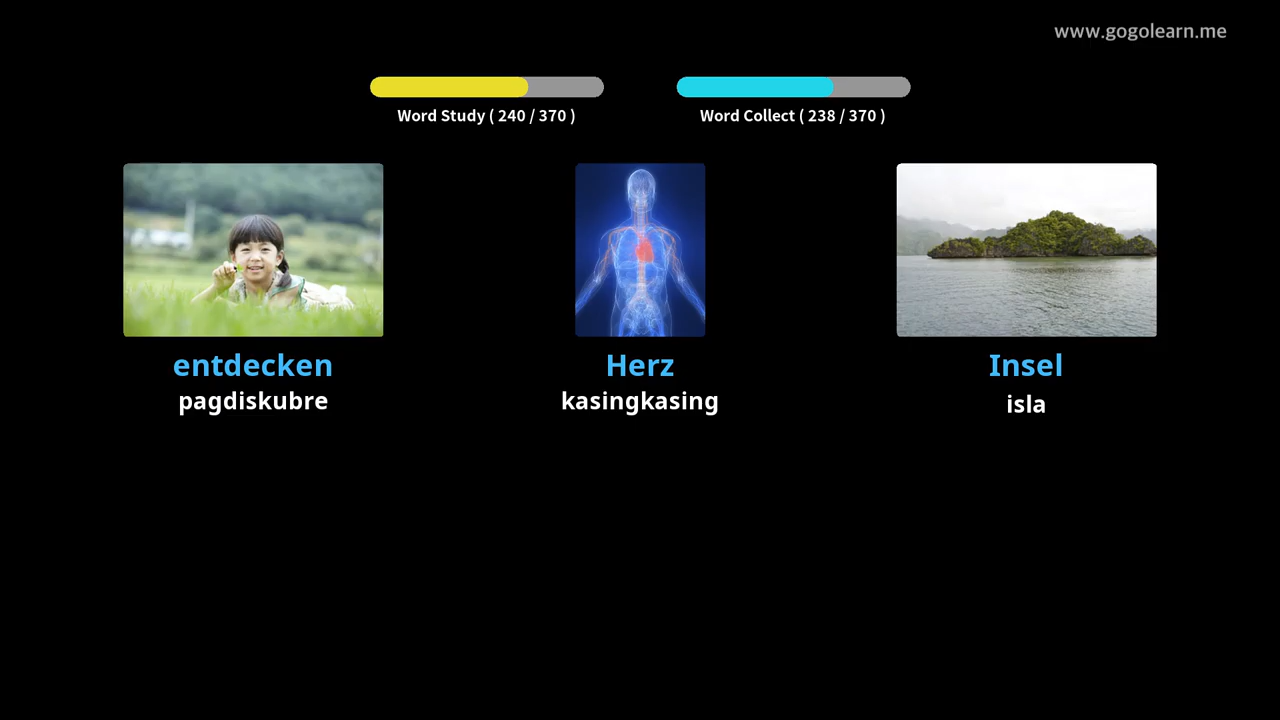 www.gogolearn.me
Word Study ( 240 / 370 )
Word Collect ( 238 / 370 )
entdecken
pagdiskubre
Herz
kasingkasing
Insel
isla